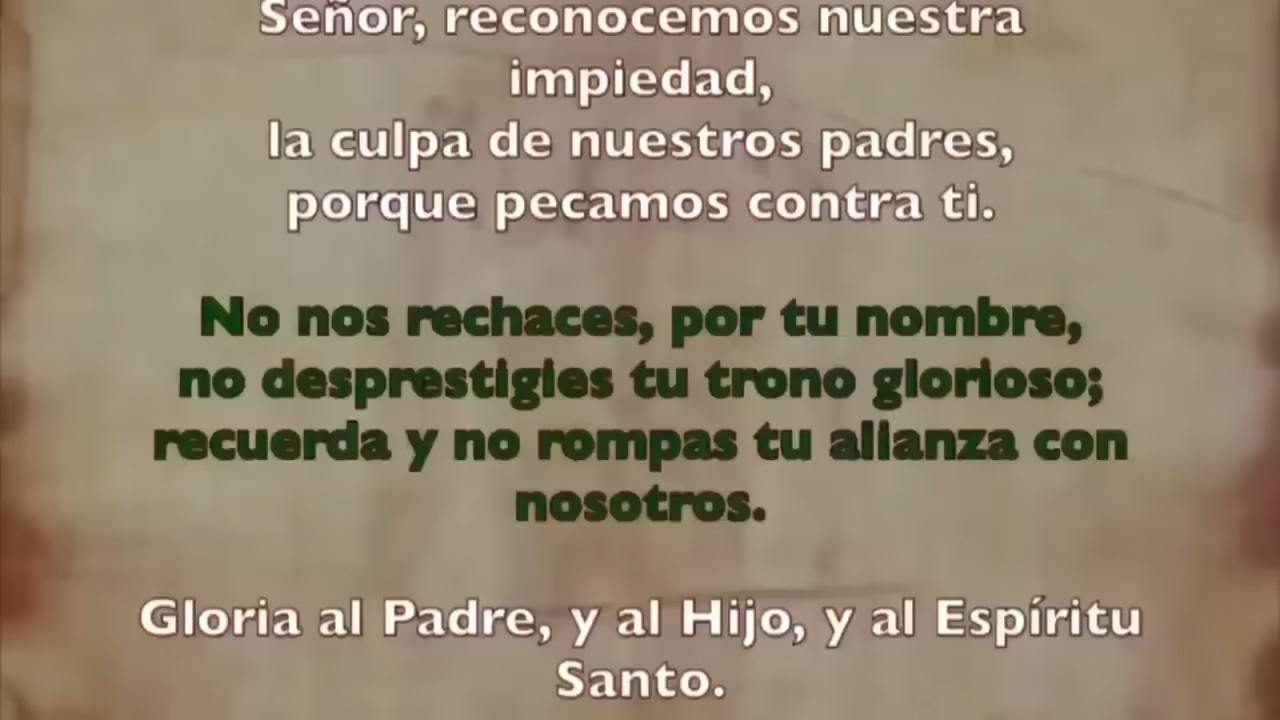 Señor, reconocemos nuestra
impiedad,
la culpa de nuestros padres,
porque pecamos contra ti.
No nos rechaces, por tu nombre,
no desprestigies tu trono glorioso;
recuerda y no rompas tu alianza con
nosotros.
Gloria al Padre, y al Hijo, y al Espíritu
Santo.